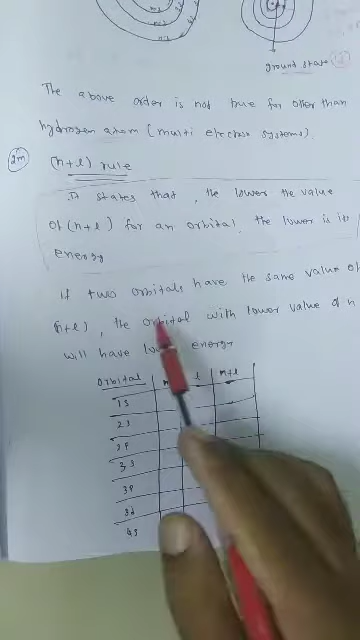 ground state
The above order is not true for other than
hydrogen atom (multi electron systems).
2m
(n+l) rule
It states that, the lower the value
of (n+l) for an orbital, the lower is its
energy
If two orbitals have the same value of
(n+l), the orbital with lower value of n
will have energy
Orbital n l n+l
1s
2s
2p
3s
3p
3d
4s